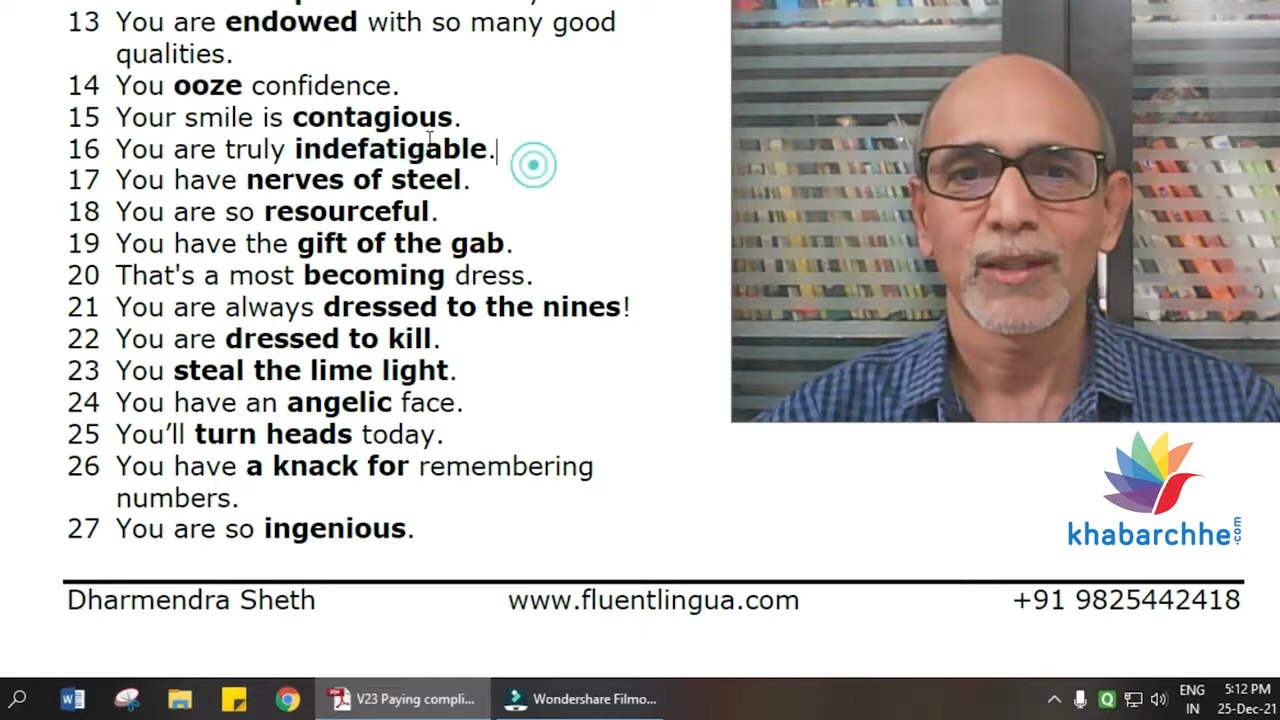 13 You are endowed with so many good
qualities.
14 You ooze confidence.
15 Your smile is contagious.
16 You are truly indefatigable.
17 You have nerves of steel.
18 You are so resourceful.
19 You have the gift of the gab.
20 That's a most becoming dress.
21 You are always dressed to the nines!
22 You are dressed to kill.
23 You steal the lime light.
24 You have an angelic face.
25 You’ll turn heads today.
26 You have a knack for remembering
numbers.
27 You are so ingenious.
khabarchhe.com
Dharmendra Sheth www.fluentlingua.com +91 9825442418
V23 Paying compli... Wondershare Filmo... ENG 5:12 PM
IN 25-Dec-21